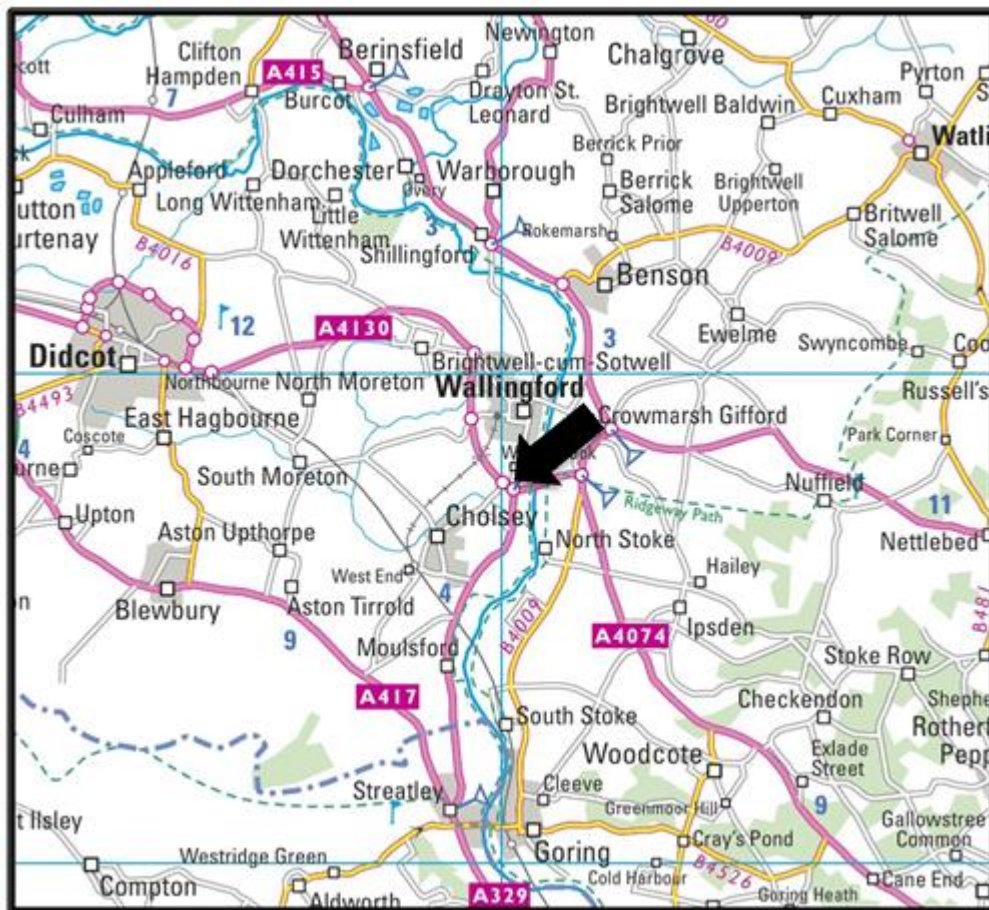 Newington
Clifton
Hampden
Berinsfield
Chalgrove
A415
Burcot
Drayton St.
Leonard
Pyrton
7
Culham
Brightwell Baldwin
Cuxham
Berrick Prior
Appleford
Dorchester
Warborough
Long Wittenham
Overy
Berrick
Salome
Brightwell
Upperton
Little
Wittenham
3
Rokemarsh
Britwell
Salome
Shillingford
B4016
B4009
Benson
12
A4130
3
Ewelme
Swyncombe
Didcot
Brightwell-cum-Sotwell
Northbourne
North Moreton
Wallingford
Russell's
B4493
East Hagbourne
Crowmarsh Gifford
Coscote
Park Corner
4
South Moreton
Nuffield
Ridgeway Path
11
Upton
Cholsey
Aston Upthorpe
North Stoke
Nettlebed
West End
Hailey
Blewbury
Aston Tirrold
4
B4009
Ipsden
B481
9
Moulsford
A4074
Stoke Row
A417
Checkendon
South Stoke
Woodcote
Exlade
Street
Cleeve
Streatley
Greenmoor Hill
9
Gallowstree
Common
Cray's Pond
Westridge Green
Goring
Cold Harbour
B4526
Compton
Aldworth
A329
Goring Heath
Cane End